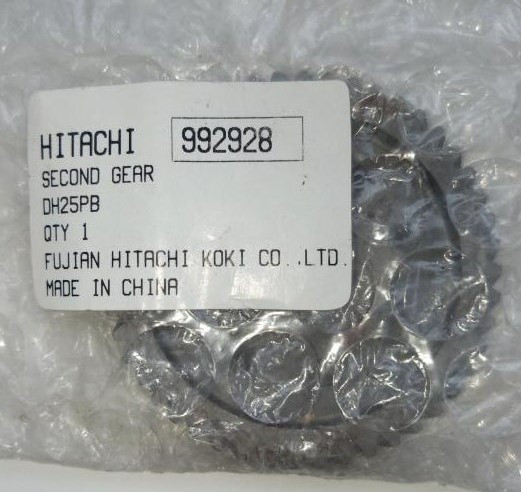 HITACHI 992928
SECOND GEAR
DH25PB
QTY 1
FUJIAN HITACHI KOKI CO.,LTD.
MADE IN CHINA